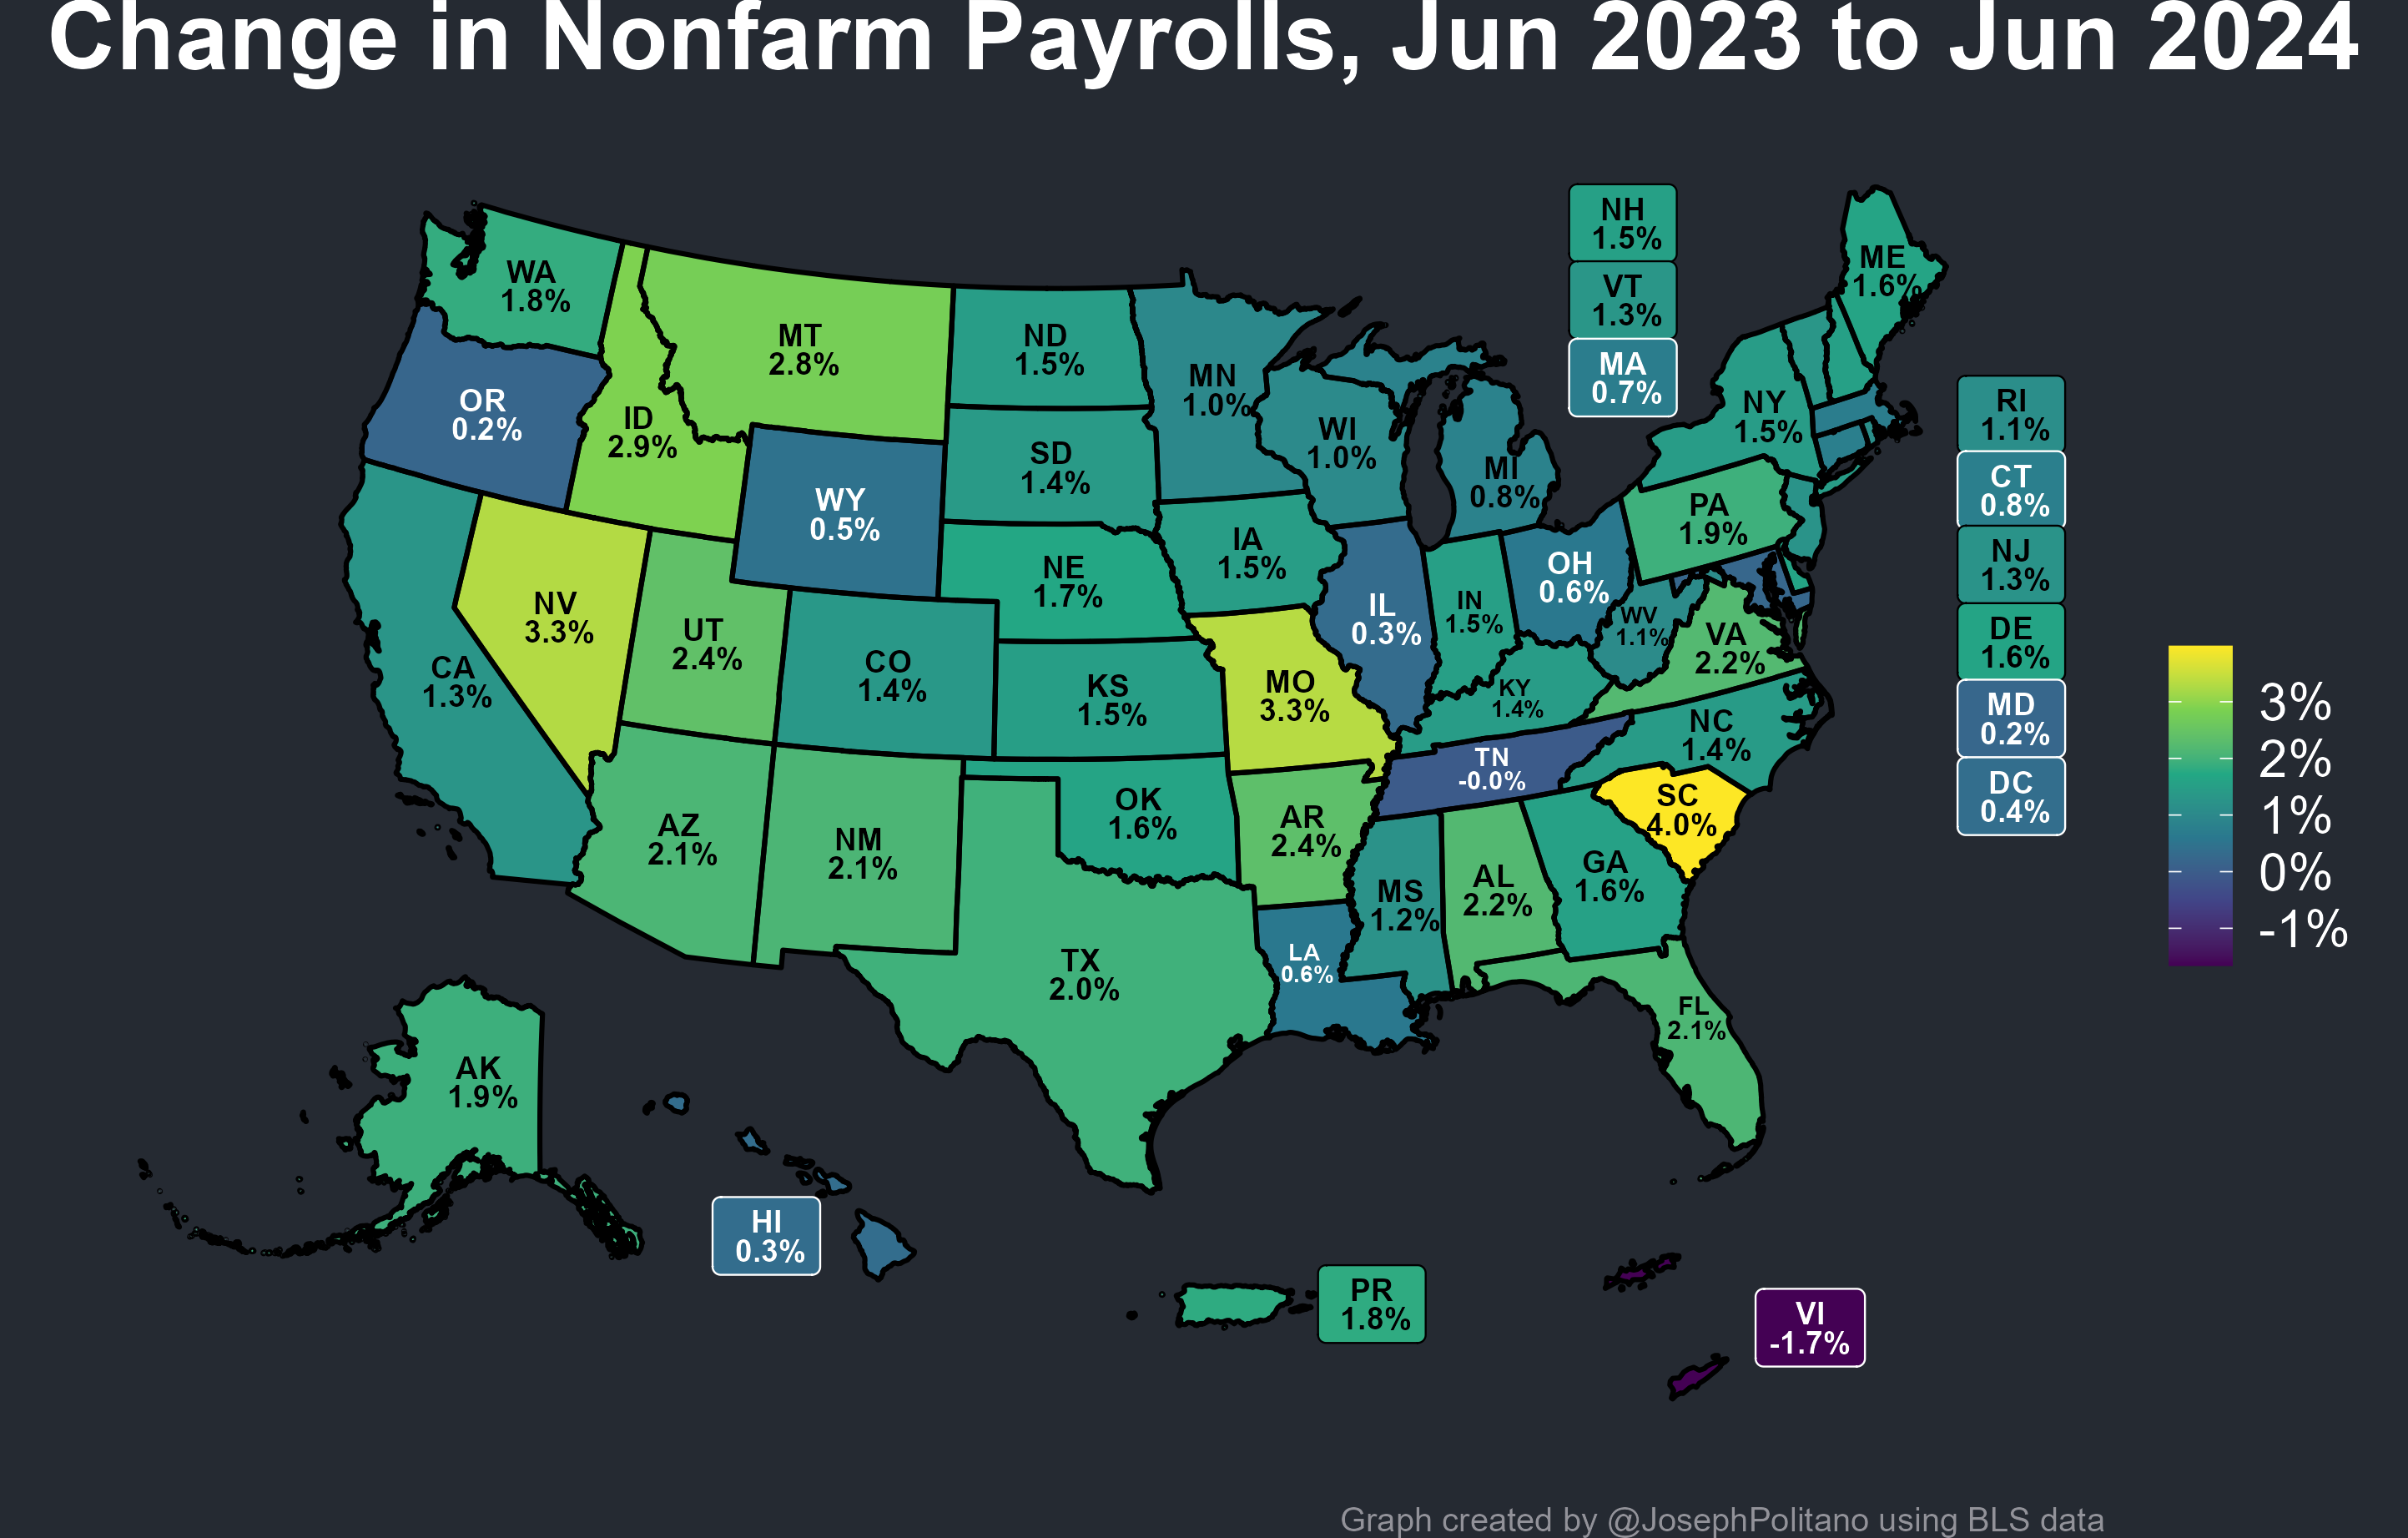 Change in Nonfarm Payrolls, Jun 2023 to Jun 2024
NH
1.5%
VT
1.3%
MA
0.7%
ME
1.6%
WA
1.8%
MT
2.8%
ND
1.5%
MN
1.0%
OR
0.2%
ID
2.9%
WI
1.0%
MI
0.8%
NY
1.5%
RI
1.1%
CT
0.8%
NJ
1.3%
DE
1.6%
MD
0.2%
DC
0.4%
SD
1.4%
WY
0.5%
PA
1.9%
IA
1.5%
NE
1.7%
OH
0.6%
IL
0.3%
IN
1.5%
WV
1.1%
VA
2.2%
NV
3.3%
UT
2.4%
CA
1.3%
CO
1.4%
KS
1.5%
MO
3.3%
KY
1.4%
NC
1.4%
TN
-0.0%
SC
4.0%
AZ
2.1%
NM
2.1%
OK
1.6%
AR
2.4%
MS
1.2%
AL
2.2%
GA
1.6%
LA
0.6%
TX
2.0%
FL
2.1%
AK
1.9%
HI
0.3%
PR
1.8%
VI
-1.7%
3%
2%
1%
0%
-1%
Graph created by @JosephPolitano using BLS data